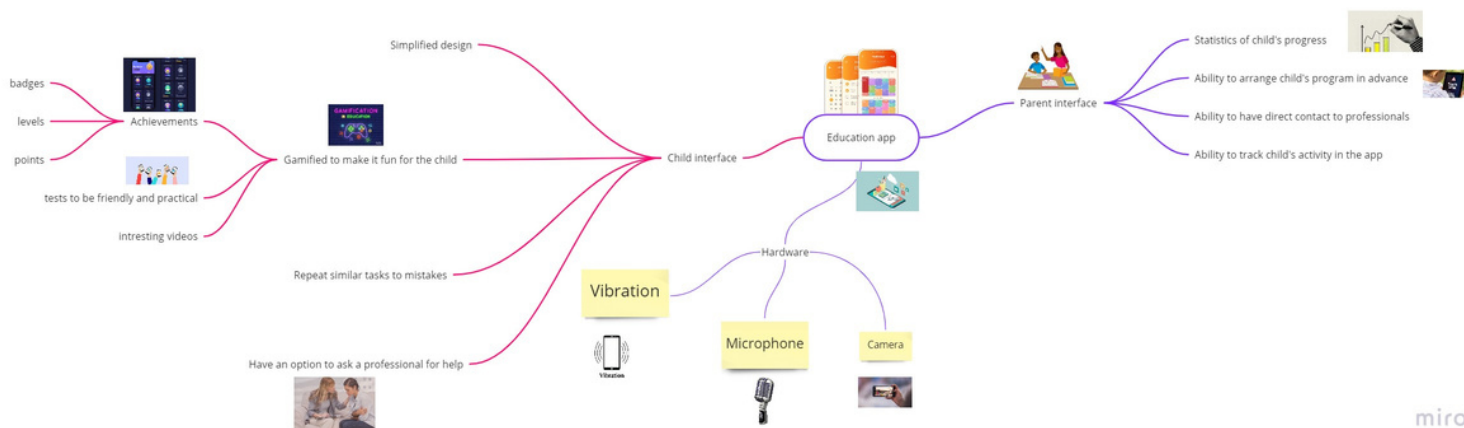 Simplified design
badges
levels
points
Achievements
GAMIFICATION
Gamified to make it fun for the child
tests to be friendly and practical
intresting videos
Repeat similar tasks to mistakes
Have an option to ask a professional for help
Child interface
Education app
Hardware
Vibration
Vibration
Microphone
Camera
Parent interface
Statistics of child's progress
Ability to arrange child's program in advance
Ability to have direct contact to professionals
Ability to track child's activity in the app
miro